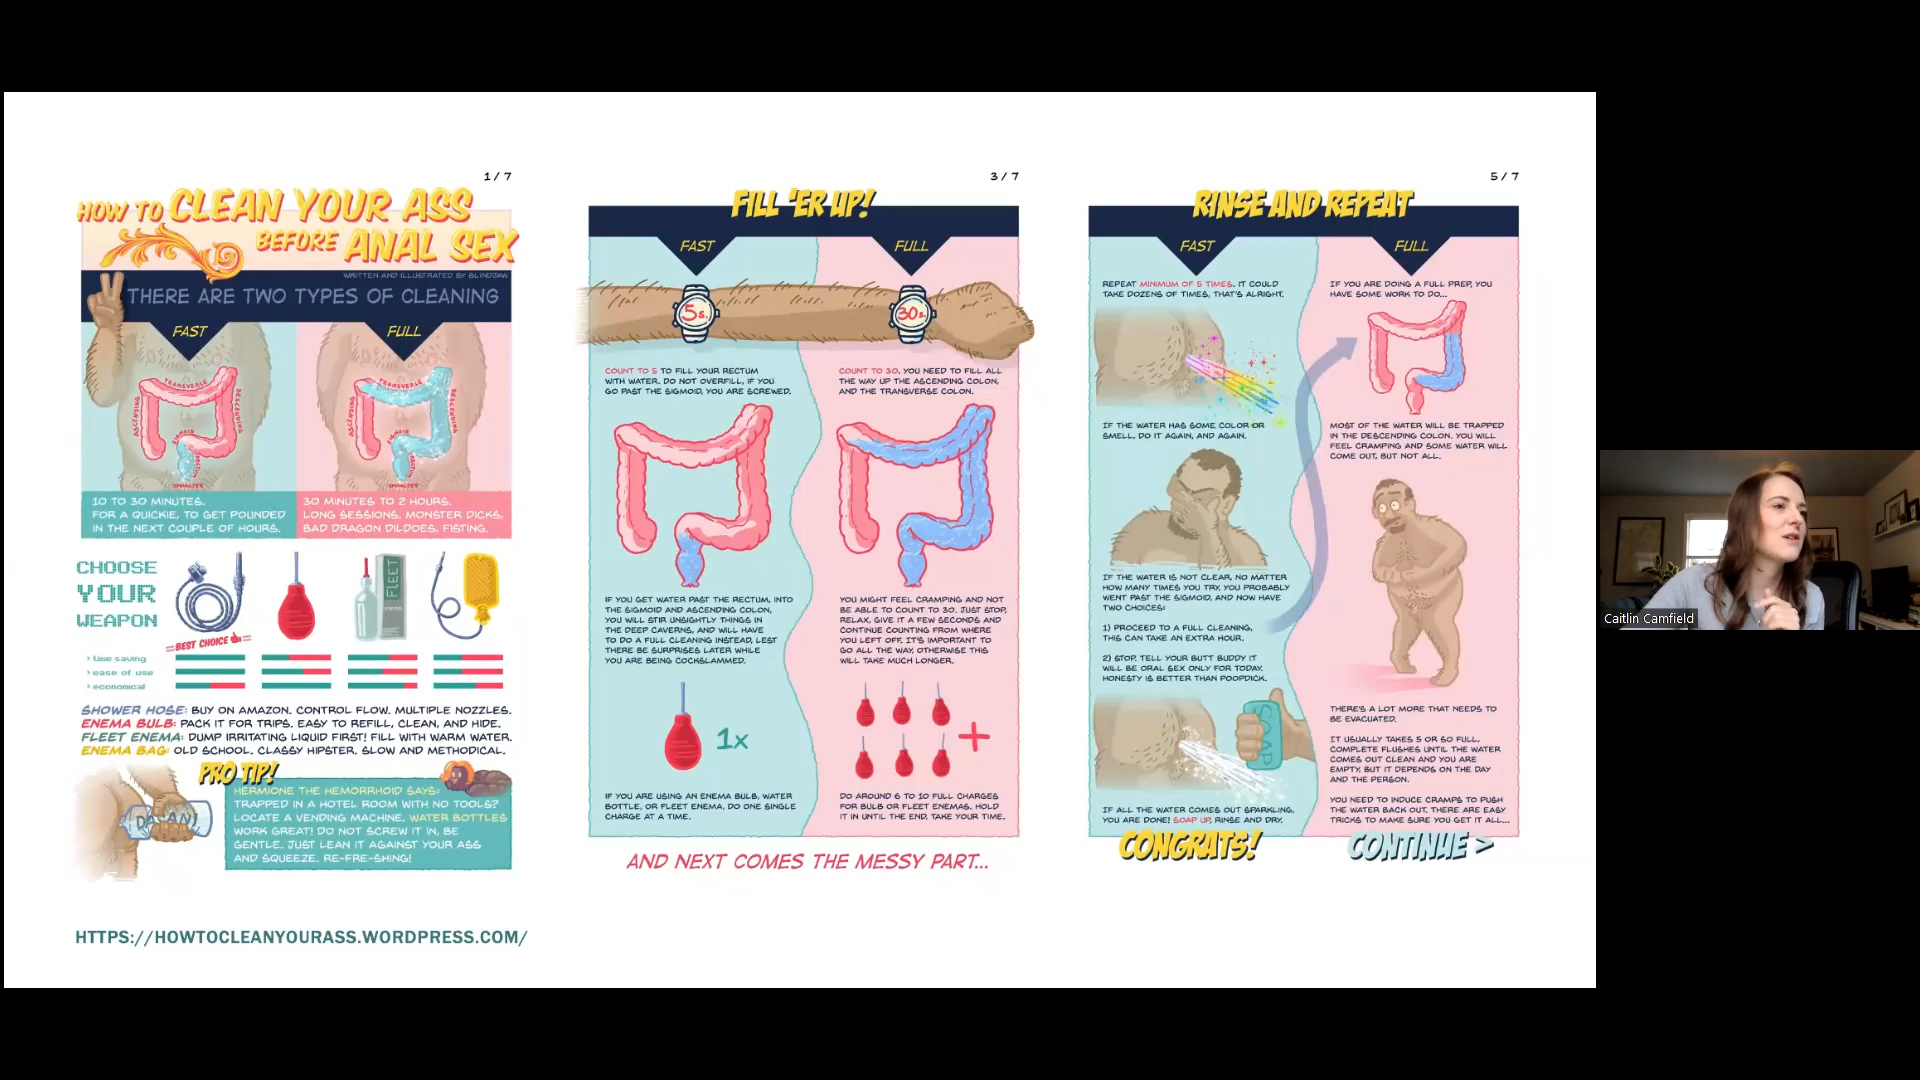 1 / 7
HOW TO CLEAN YOUR ASS
BEFORE ANAL SEX
WRITTEN AND ILLUSTRATED BY BLINDJAW
THERE ARE TWO TYPES OF CLEANING
FAST
FULL
TRANSVERSE
ASCENDING
DESCENDING
SIGMOID
RECTUM
SPHINCTER
TRANSVERSE
ASCENDING
DESCENDING
SIGMOID
RECTUM
SPHINCTER
10 TO 30 MINUTES.
FOR A QUICKIE, TO GET POUNDED
IN THE NEXT COUPLE OF HOURS.
30 MINUTES TO 2 HOURS.
LONG SESSIONS, MONSTER DICKS,
BAD DRAGON DILDOES, FISTING.
CHOOSE
YOUR
WEAPON
FLEET
enema
BEST CHOICE
> time saving
> ease of use
> economical
SHOWER HOSE: BUY ON AMAZON. CONTROL FLOW. MULTIPLE NOZZLES.
ENEMA BULB: PACK IT FOR TRIPS. EASY TO REFILL, CLEAN, AND HIDE.
FLEET ENEMA: DUMP IRRITATING LIQUID FIRST! FILL WITH WARM WATER.
ENEMA BAG: OLD SCHOOL. CLASSY HIPSTER. SLOW AND METHODICAL.
PRO TIP!
HERMIONE THE HEMORRHOID SAYS:
TRAPPED IN A HOTEL ROOM WITH NO TOOLS?
LOCATE A VENDING MACHINE. WATER BOTTLES
WORK GREAT! DO NOT SCREW IT IN, BE
GENTLE. JUST LEAN IT AGAINST YOUR ASS
AND SQUEEZE. RE-FRE-SHING!
3 / 7
FILL 'ER UP!
FAST
FULL
5s.
30s.
COUNT TO 5 TO FILL YOUR RECTUM
WITH WATER. DO NOT OVERFILL, IF YOU
GO PAST THE SIGMOID, YOU ARE SCREWED.
COUNT TO 30. YOU NEED TO FILL ALL
THE WAY UP THE ASCENDING COLON,
AND THE TRANSVERSE COLON.
IF YOU GET WATER PAST THE RECTUM, INTO
THE SIGMOID AND ASCENDING COLON,
YOU WILL STIR UNSIGHTLY THINGS IN
THE DEEP CAVERNS, AND WILL HAVE
TO DO A FULL CLEANING INSTEAD, LEST
THERE BE SURPRISES LATER WHILE
YOU ARE BEING COCKSLAMMED.
YOU MIGHT FEEL CRAMPING AND NOT
BE ABLE TO COUNT TO 30. JUST STOP,
RELAX, GIVE IT A FEW SECONDS AND
CONTINUE COUNTING FROM WHERE
YOU LEFT OFF, IT'S IMPORTANT TO
GO ALL THE WAY, OTHERWISE THIS
WILL TAKE MUCH LONGER.
1x
+
IF YOU ARE USING AN ENEMA BULB, WATER
BOTTLE, OR FLEET ENEMA, DO ONE SINGLE
CHARGE AT A TIME.
DO AROUND 6 TO 10 FULL CHARGES
FOR BULB OR FLEET ENEMAS. HOLD
IT IN UNTIL THE END, TAKE YOUR TIME.
AND NEXT COMES THE MESSY PART...
5 / 7
RINSE AND REPEAT
FAST
FULL
REPEAT MINIMUM OF 5 TIMES. IT COULD
TAKE DOZENS OF TIMES, THAT'S ALRIGHT.
IF THE WATER HAS SOME COLOR OR
SMELL, DO IT AGAIN, AND AGAIN.
IF THE WATER IS NOT CLEAR, NO MATTER
HOW MANY TIMES YOU TRY, YOU PROBABLY
WENT PAST THE SIGMOID, AND NOW HAVE
TWO CHOICES:
1) PROCEED TO A FULL CLEANING,
THIS CAN TAKE AN EXTRA HOUR.
2) STOP. TELL YOUR BUTT BUDDY IT
WILL BE ORAL SEX ONLY FOR TODAY.
HONESTY IS BETTER THAN POOPDICK.
SOAP
IF ALL THE WATER COMES OUT SPARKLING,
YOU ARE DONE! SOAP UP, RINSE AND DRY.
CONGRATS!
IF YOU ARE DOING A FULL PREP, YOU
HAVE SOME WORK TO DO...
MOST OF THE WATER WILL BE TRAPPED
IN THE DESCENDING COLON. YOU WILL
FEEL CRAMPING AND SOME WATER WILL
COME OUT, BUT NOT ALL.
THERE'S A LOT MORE THAT NEEDS TO
BE EVACUATED.
IT USUALLY TAKES 5 OR SO FULL,
COMPLETE FLUSHES UNTIL THE WATER
COMES OUT CLEAN AND YOU ARE
EMPTY, BUT IT DEPENDS ON THE DAY
AND THE PERSON.
YOU NEED TO INDUCE CRAMPS TO PUSH
THE WATER BACK OUT. THERE ARE EASY
TRICKS TO MAKE SURE YOU GET IT ALL...
CONTINUE >
HTTPS://HOWTOCLEANYOURASS.WORDPRESS.COM/
Caitlin Camfield